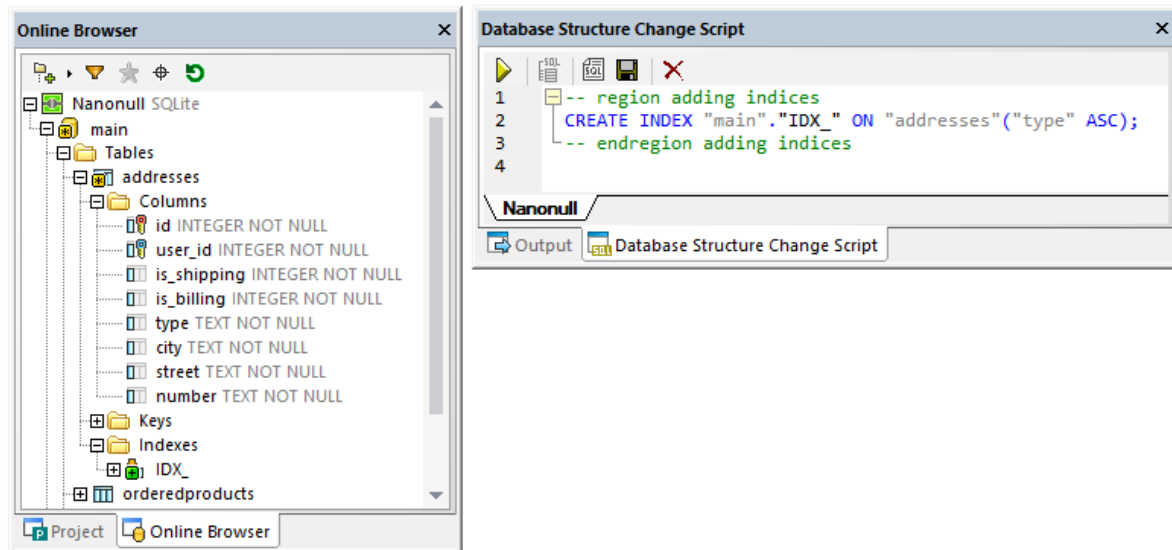 Online Browser
Nanonull SQLite
main
Tables
addresses
Columns
id INTEGER NOT NULL
user_id INTEGER NOT NULL
is_shipping INTEGER NOT NULL
is_billing INTEGER NOT NULL
type TEXT NOT NULL
city TEXT NOT NULL
street TEXT NOT NULL
number TEXT NOT NULL
Keys
Indexes
IDX_
orderedproducts
Project Online Browser
Database Structure Change Script
1 -- region adding indices
2 CREATE INDEX "main"."IDX_" ON "addresses"("type" ASC);
3 -- endregion adding indices
4
Nanonull
Output Database Structure Change Script